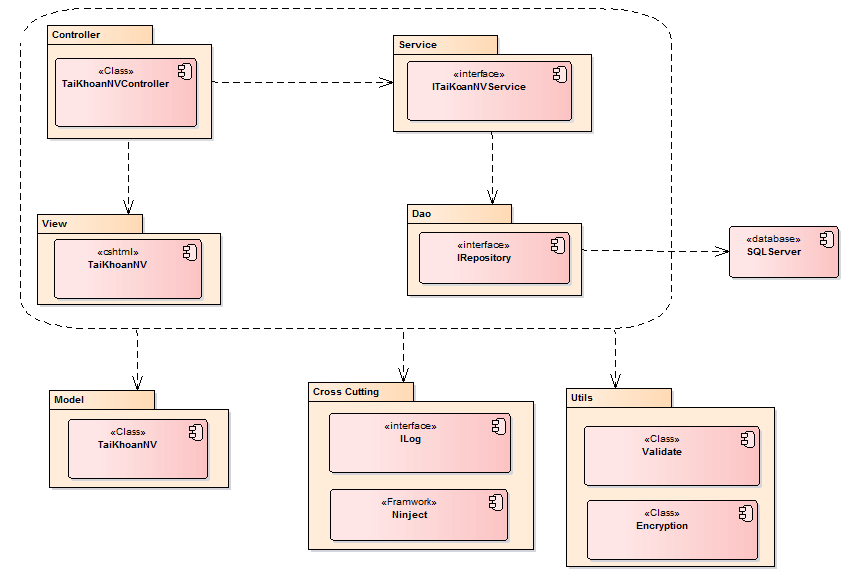 Controller
«Class»
TaiKhoanNVController
Service
«interface»
ITaiKoanNVService
View
«cshtml»
TaiKhoanNV
Dao
«interface»
IRepository
«database»
SQLServer
Model
«Class»
TaiKhoanNV
Cross Cutting
«interface»
ILog
«Framwork»
Ninject
Utils
«Class»
Validate
«Class»
Encryption